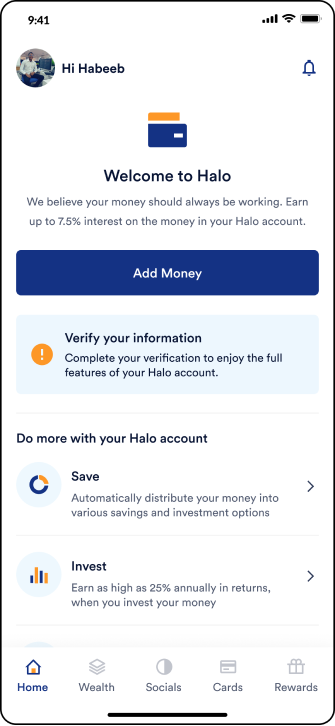 9:41
Hi Habeeb
Welcome to Halo
We believe your money should always be working. Earn
up to 7.5% interest on the money in your Halo account.
Add Money
Verify your information
Complete your verification to enjoy the full
features of your Halo account.
Do more with your Halo account
Save
Automatically distribute your money into
various savings and investment options
Invest
Earn as high as 25% annually in returns,
when you invest your money
Home Wealth Socials Cards Rewards